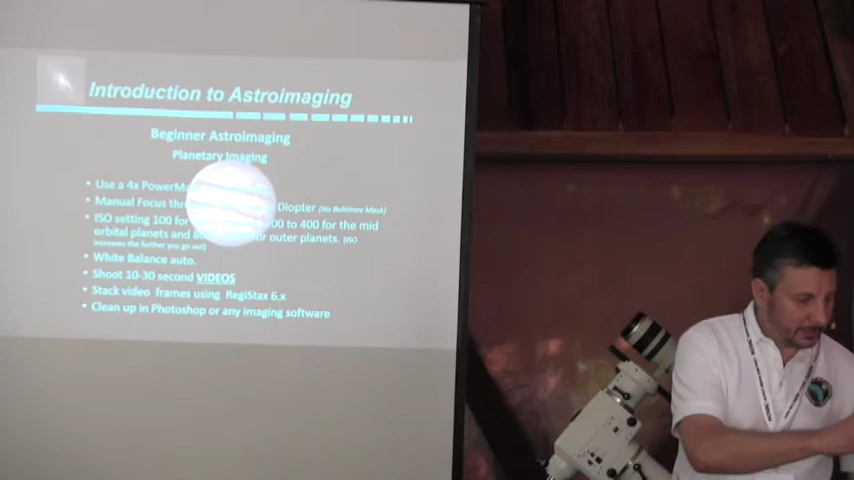 Introduction to Astroimaging
Beginner Astroimaging
Planetary Imaging
Use a 4x
Manual Focus Diopter (No Bahtinov Mask)
ISO setting 100 for to 400 for the mid
orbital planets and for outer planets. (ISO
increases the further you go out)
White Balance auto.
Shoot 10-30 second VIDEOS
Stack video frames using RegiStax 6.x
Clean up in Photoshop or any imaging software